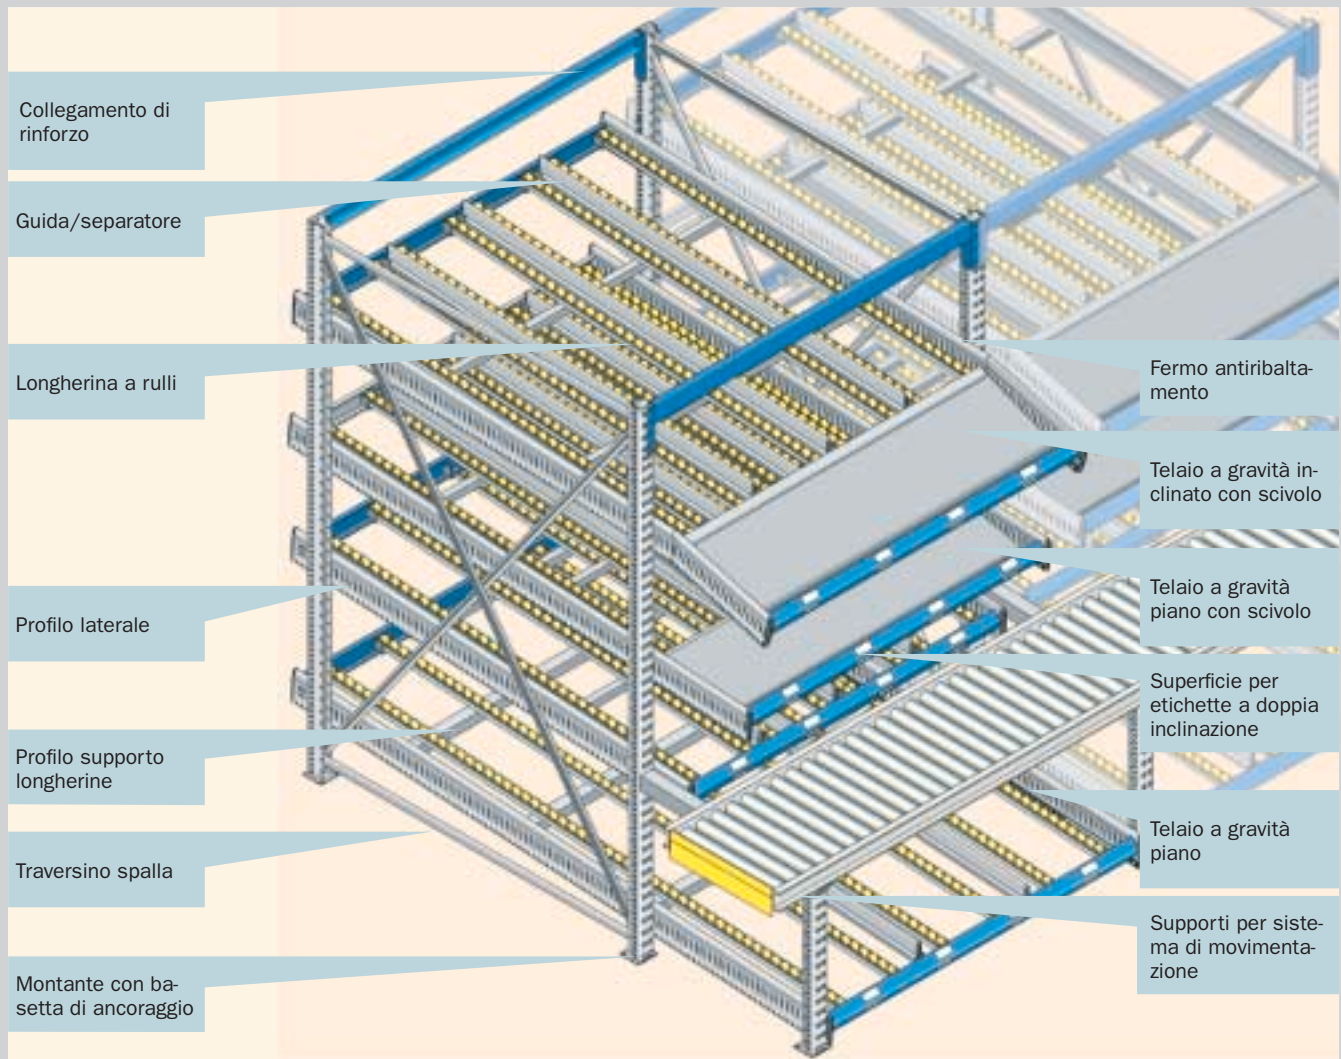 Collegamento di
rinforzo
Guida/separatore
Longherina a rulli
Profilo laterale
Profilo supporto
longherine
Traversino spalla
Montante con ba-
setta di ancoraggio
Fermo antiribalta-
mento
Telaio a gravità in-
clinato con scivolo
Telaio a gravità
piano con scivolo
Superficie per
etichette a doppia
inclinazione
Telaio a gravità
piano
Supporti per siste-
ma di movimenta-
zione